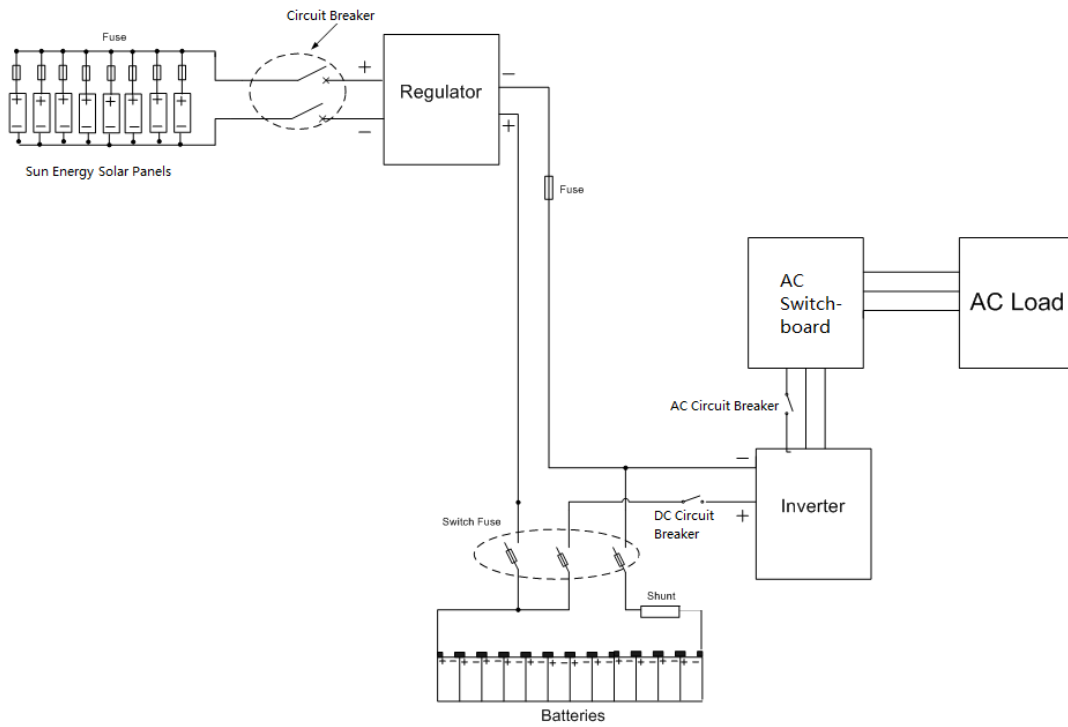 Circuit Breaker
Fuse
+ + + + + + + +
− − − − − − − −
Sun Energy Solar Panels
+
−
Regulator
−
+
Fuse
AC
Switch-
board
AC Load
AC Circuit Breaker
−
+
Inverter
DC Circuit
Breaker
Switch Fuse
Shunt
+ − + − + − + − + − + − + − + − + − + − + − + −
Batteries